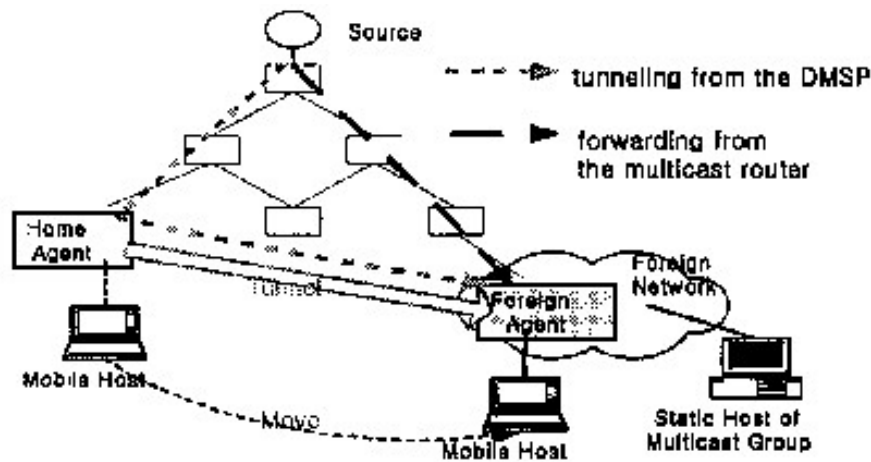 Source
tunneling from the DMSP
forwarding from
the multicast router
Home
Agent
Tunnel
Foreign
Network
Foreign
Agent
Mobile Host
Move
Mobile Host
Static Host of
Multicast Group